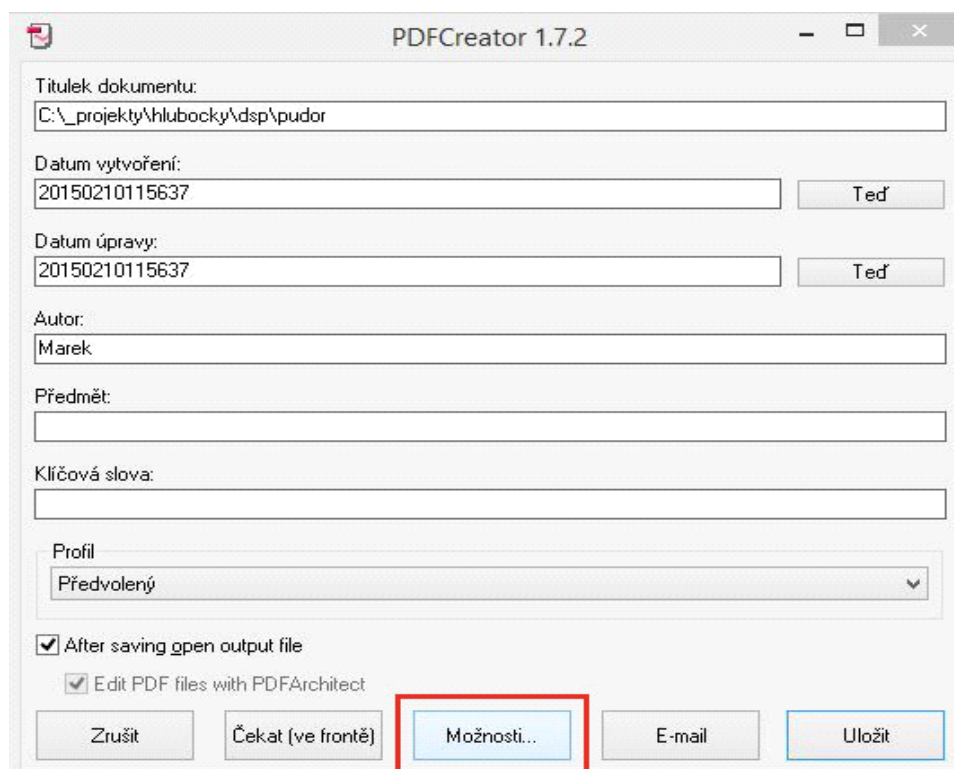 PDFCreator 1.7.2
Titulek dokumentu:
C:\_projekty\hlubocky\dsp\pudor
Datum vytvoření:
20150210115637
Teď
Datum úpravy:
20150210115637
Teď
Autor:
Marek
Předmět:
Klíčová slova:
Profil
Předvolený
After saving open output file
Edit PDF files with PDFArchitect
Zrušit
Čekat (ve frontě)
Možnosti...
E-mail
Uložit